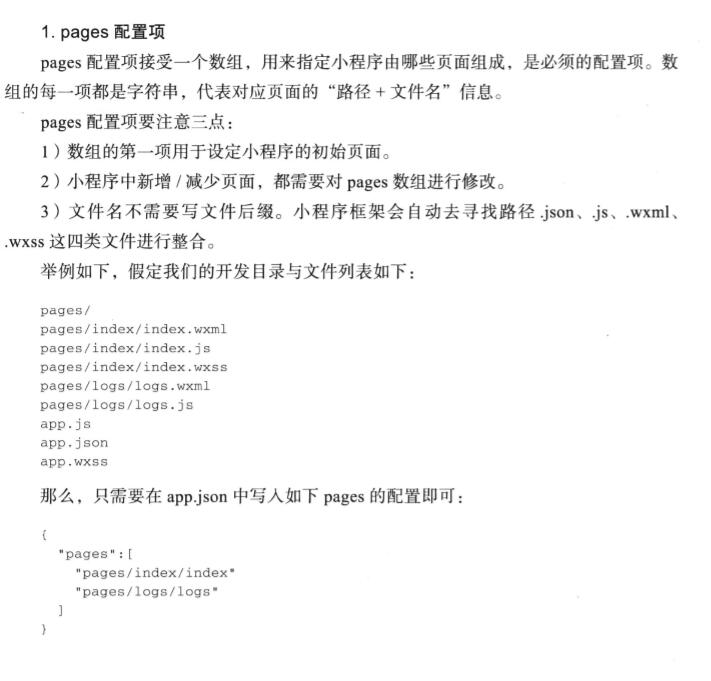 1. pages 配置项
pages 配置项接受一个数组，用来指定小程序由哪些页面组成，是必须的配置项。数
组的每一项都是字符串，代表对应页面的“路径 + 文件名”信息。
pages 配置项要注意三点：
1）数组的第一项用于设定小程序的初始页面。
2）小程序中新增 / 减少页面，都需要对 pages 数组进行修改。
3）文件名不需要写文件后缀。小程序框架会自动去寻找路径 .json、.js、.wxml、
.wxss 这四类文件进行整合。
举例如下，假定我们的开发目录与文件列表如下：
pages/
pages/index/index.wxml
pages/index/index.js
pages/index/index.wxss
pages/logs/logs.wxml
pages/logs/logs.js
app.js
app.json
app.wxss
那么，只需要在 app.json 中写入如下 pages 的配置即可：
{
"pages":[
"pages/index/index"
"pages/logs/logs"
]
}